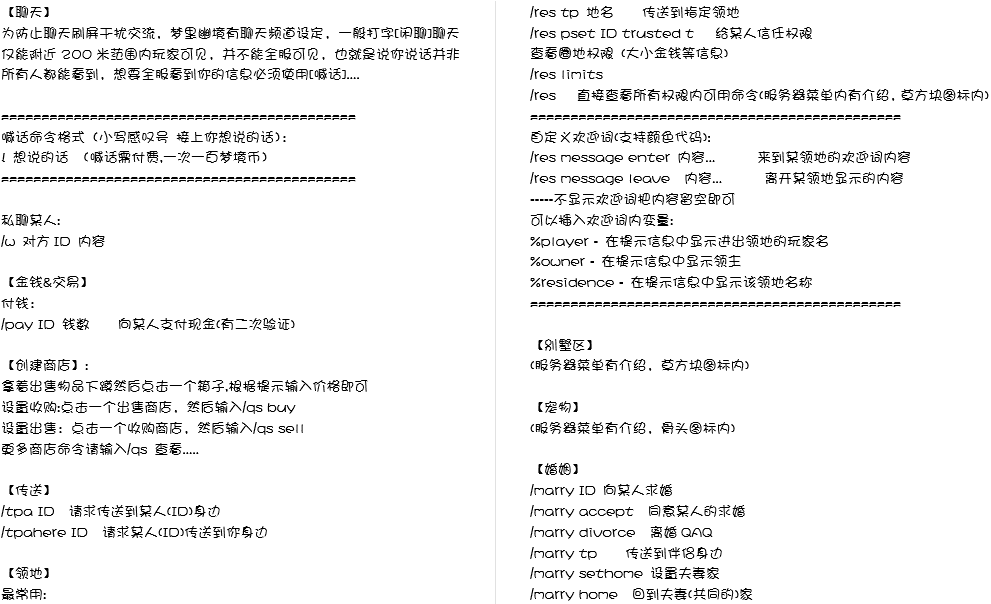 【聊天】
为防止聊天刷屏干扰交流，梦里幽境有聊天频道设定，一般打字[闲聊]聊天
仅能附近 200 米范围内玩家可见，并不能全服可见，也就是说你说话并非
所有人都能看到，想要全服看到你的信息必须使用[喊话]....
============================================
喊话命令格式（小写感叹号 接上你想说的话）：
! 想说的话 （喊话需付费,一次一百梦境币）
============================================
私聊某人:
/w 对方 ID 内容
【金钱&交易】
付钱：
/pay ID 钱数 向某人支付现金(有二次验证)
【创建商店】：
拿着出售物品下蹲然后点击一个箱子,根据提示输入价格即可
设置收购:点击一个出售商店，然后输入/qs buy
设置出售：点击一个收购商店，然后输入/qs sell
更多商店命令请输入/qs 查看.....
【传送】
/tpa ID 请求传送到某人(ID)身边
/tpahere ID 请求某人(ID)传送到你身边
【领地】
最常用:
/res tp 地名 传送到指定领地
/res pset ID trusted t 给某人信任权限
查看圈地权限（大小金钱等信息）
/res limits
/res 直接查看所有权限内可用命令(服务器菜单内有介绍，草方块图标内)
==============================================
自定义欢迎词(支持颜色代码):
/res message enter 内容... 来到某领地的欢迎词内容
/res message leave 内容... 离开某领地显示的内容
-----不显示欢迎词把内容留空即可
可以插入欢迎词内变量:
%player - 在提示信息中显示进出领地的玩家名
%owner - 在提示信息中显示领主
%residence - 在提示信息中显示该领地名称
==============================================
【别墅区】
(服务器菜单有介绍，草方块图标内)
【宠物】
(服务器菜单有介绍，骨头图标内)
【婚姻】
/marry ID 向某人求婚
/marry accept 同意某人的求婚
/marry divorce 离婚 QAQ
/marry tp 传送到伴侣身边
/marry sethome 设置夫妻家
/marry home 回到夫妻(共同的)家